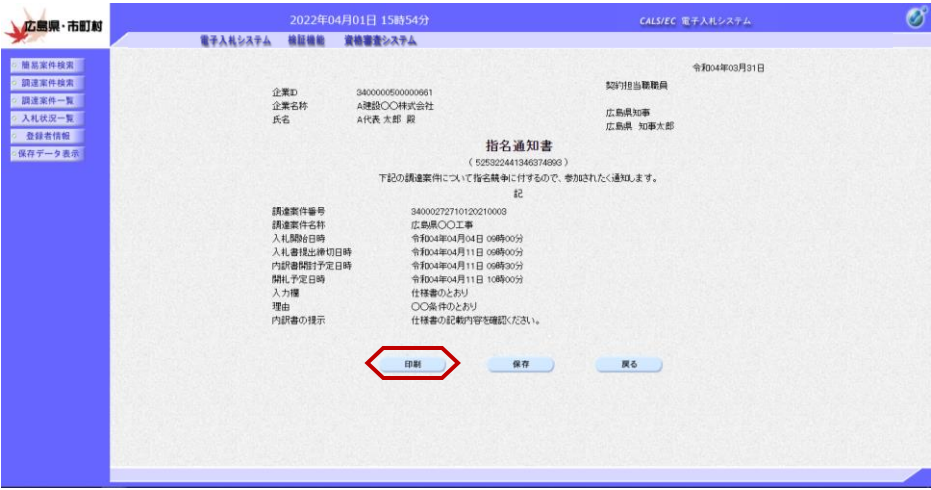 広島県・市町村
2022年04月01日 15時54分
CALS/EC 電子入札システム
電子入札システム 検証機能 資格審査システム
簡易案件検索
調達案件検索
調達案件一覧
入札状況一覧
登録者情報
保存データ表示
令和04年03月31日
契約担当職職員
企業ID 3400000500000661
企業名称 A建設〇〇株式会社
氏名 A代表 太郎 殿
広島県知事
広島県 知事太郎
指名通知書
( 525322441346374893 )
下記の調達案件について指名競争に付するので、参加されたく通知します。
記
調達案件番号 34000272710120210003
調達案件名称 広島県〇〇工事
入札開始日時 令和04年04月04日 09時00分
入札書提出締切日時 令和04年04月11日 09時00分
内訳書開封予定日時 令和04年04月11日 09時30分
開札予定日時 令和04年04月11日 10時00分
入力欄 仕様書のとおり
理由 〇〇条件のとおり
内訳書の提示 仕様書の記載内容を確認ください。
印刷 保存 戻る